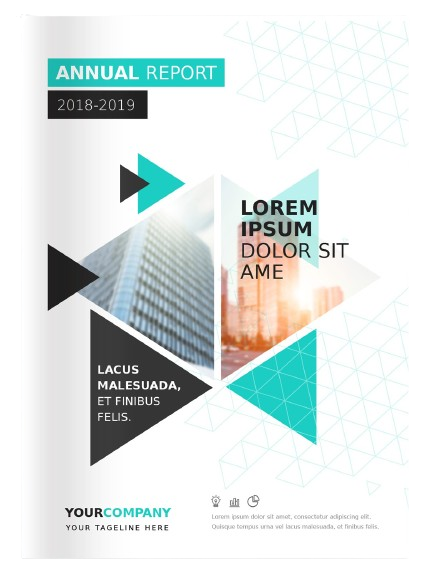 ANNUAL REPORT
2018-2019
LOREM
IPSUM
DOLOR SIT
AME
LACUS
MALESUADA,
ET FINIBUS
FELIS.
YOURCOMPANY
YOUR TAGELINE HERE
Lorem ipsum dolor sit amet, consectetur adipiscing elit.
Quisque tempus urna vel lacus malesuada, et finibus felis.